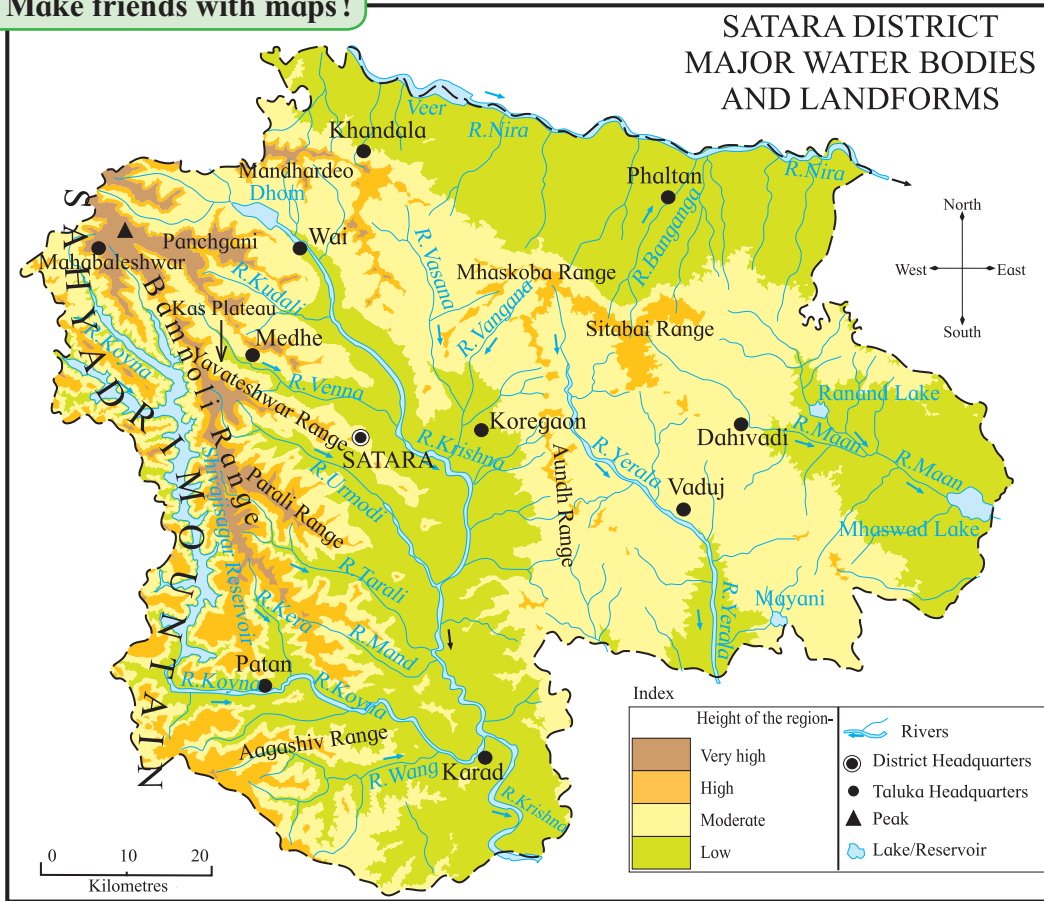 Make friends with maps!
SATARA DISTRICT
MAJOR WATER BODIES
AND LANDFORMS
Veer
R.Nira
R.Nira
Khandala
Mandhardeo
Dhom
Phaltan
R.Banganga
North
West
East
South
Wai
Panchgani
Mahabaleshwar
R.Kudali
R.Vasana
Mhaskoba Range
R.Vangana
Sitabai Range
Kas Plateau
Medhe
R.Koyna
Bamnoli Range
Yavateshwar Range
R.Venna
SATARA
R.Krishna
Koregaon
R.Yerala
Dahivadi
Ranand Lake
R.Maan
R.Maan
Mhaswad Lake
Vaduj
Aundh Range
R.Urmodi
Parali Range
SAHYADRI MOUNTAIN
Shivajisagar Reservoir
R.Tarali
R.Kera
R.Mand
R.Yerala
Mayani
Patan
R.Koyna
R.Koyna
Aagashiv Range
R.Wang
Karad
R.Krishna
Index
Height of the region-
Very high
High
Moderate
Low
Rivers
District Headquarters
Taluka Headquarters
Peak
Lake/Reservoir
0 10 20
Kilometres